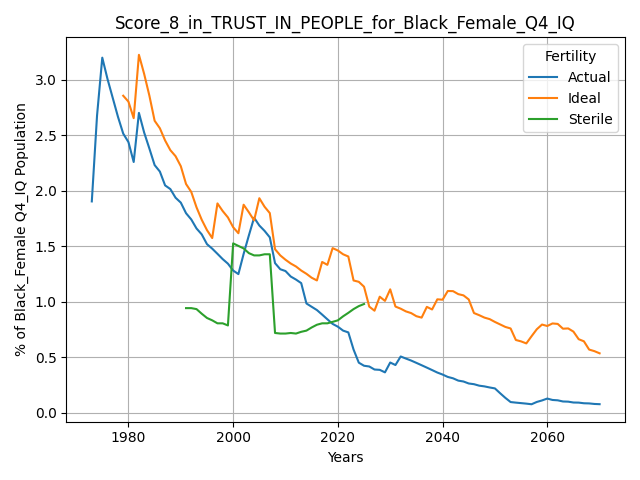 Score_8_in_TRUST_IN_PEOPLE_for_Black_Female_Q4_IQ
Fertility
Actual
Ideal
Sterile
% of Black_Female Q4_IQ Population
3.0
2.5
2.0
1.5
1.0
0.5
0.0
1980 2000 2020 2040 2060
Years